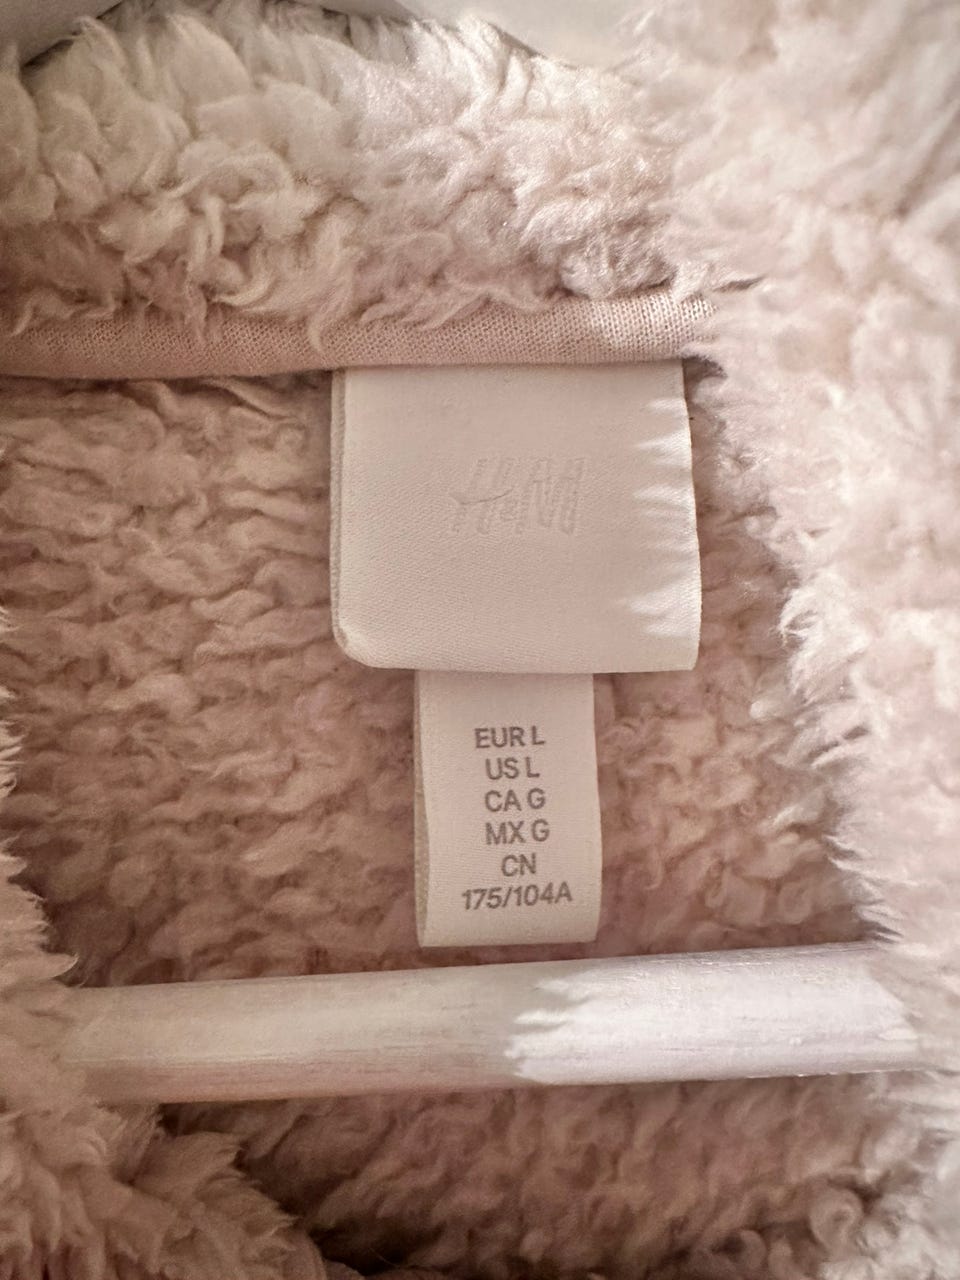 H&M
EUR L
US L
CA G
MX G
CN
175/104A